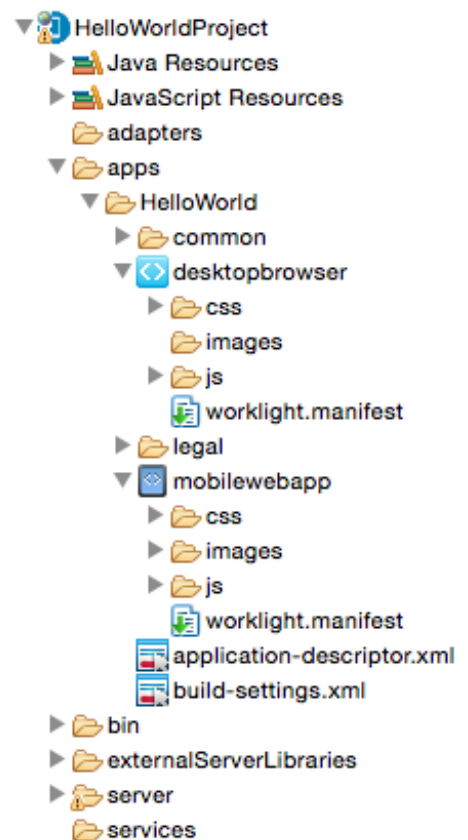 HelloWorldProject
Java Resources
JavaScript Resources
adapters
apps
HelloWorld
common
desktopbrowser
css
images
js
worklight.manifest
legal
mobilewebapp
css
images
js
worklight.manifest
application-descriptor.xml
build-settings.xml
bin
externalServerLibraries
server
services